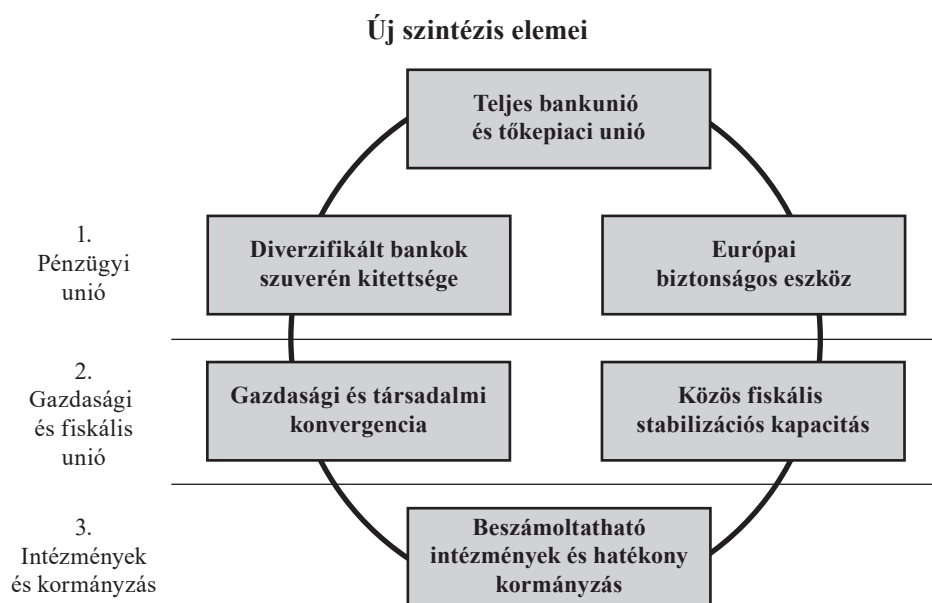 Új szintézis elemei
Teljes bankunió
és tőkepiaci unió
1.
Pénzügyi
unió
Diverzifikált bankok
szuverén kitettsége
Európai
biztonságos eszköz
2.
Gazdasági
és fiskális
unió
Gazdasági és társadalmi
konvergencia
Közös fiskális
stabilizációs kapacitás
3.
Intézmények
és kormányzás
Beszámoltatható
intézmények és hatékony
kormányzás